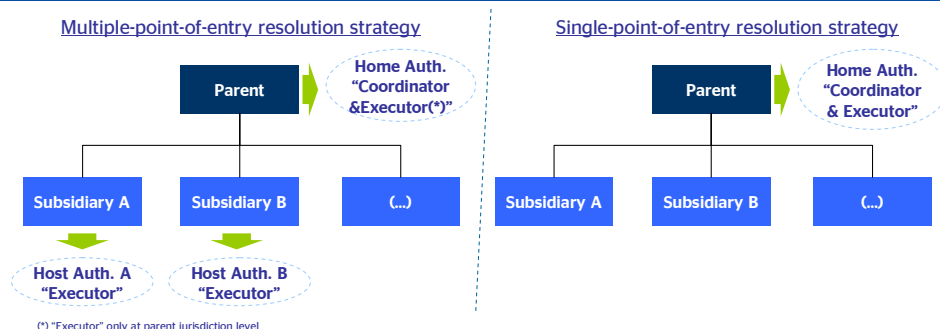 Multiple-point-of-entry resolution strategy
Parent
Home Auth.
“Coordinator
&Executor(*)”
Subsidiary A
Subsidiary B
(...)
Host Auth. A
“Executor”
Host Auth. B
“Executor”
(*) “Executor” only at parent jurisdiction level
Single-point-of-entry resolution strategy
Parent
Home Auth.
“Coordinator
& Executor”
Subsidiary A
Subsidiary B
(...)